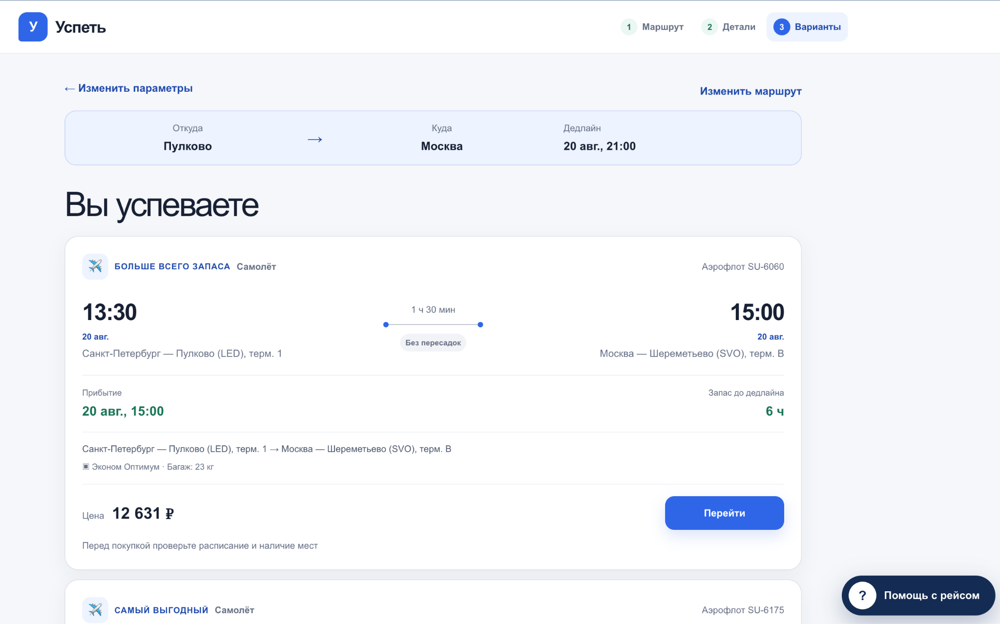 У Успеть
1 Маршрут 2 Детали 3 Варианты
← Изменить параметры
Изменить маршрут
Откуда
Пулково
→
Куда
Москва
Дедлайн
20 авг., 21:00
Вы успеваете
БОЛЬШЕ ВСЕГО ЗАПАСА Самолёт
Аэрофлот SU-6060
13:30
20 авг.
Санкт-Петербург — Пулково (LED), терм. 1
1 ч 30 мин
Без пересадок
15:00
20 авг.
Москва — Шереметьево (SVO), терм. B
Прибытие
20 авг., 15:00
Запас до дедлайна
6 ч
Санкт-Петербург — Пулково (LED), терм. 1 → Москва — Шереметьево (SVO), терм. B
▣ Эконом Оптимум · Багаж: 23 кг
Цена 12 631 ₽
Перейти
Перед покупкой проверьте расписание и наличие мест
САМЫЙ ВЫГОДНЫЙ Самолёт
Аэрофлот SU-6175
? Помощь с рейсом